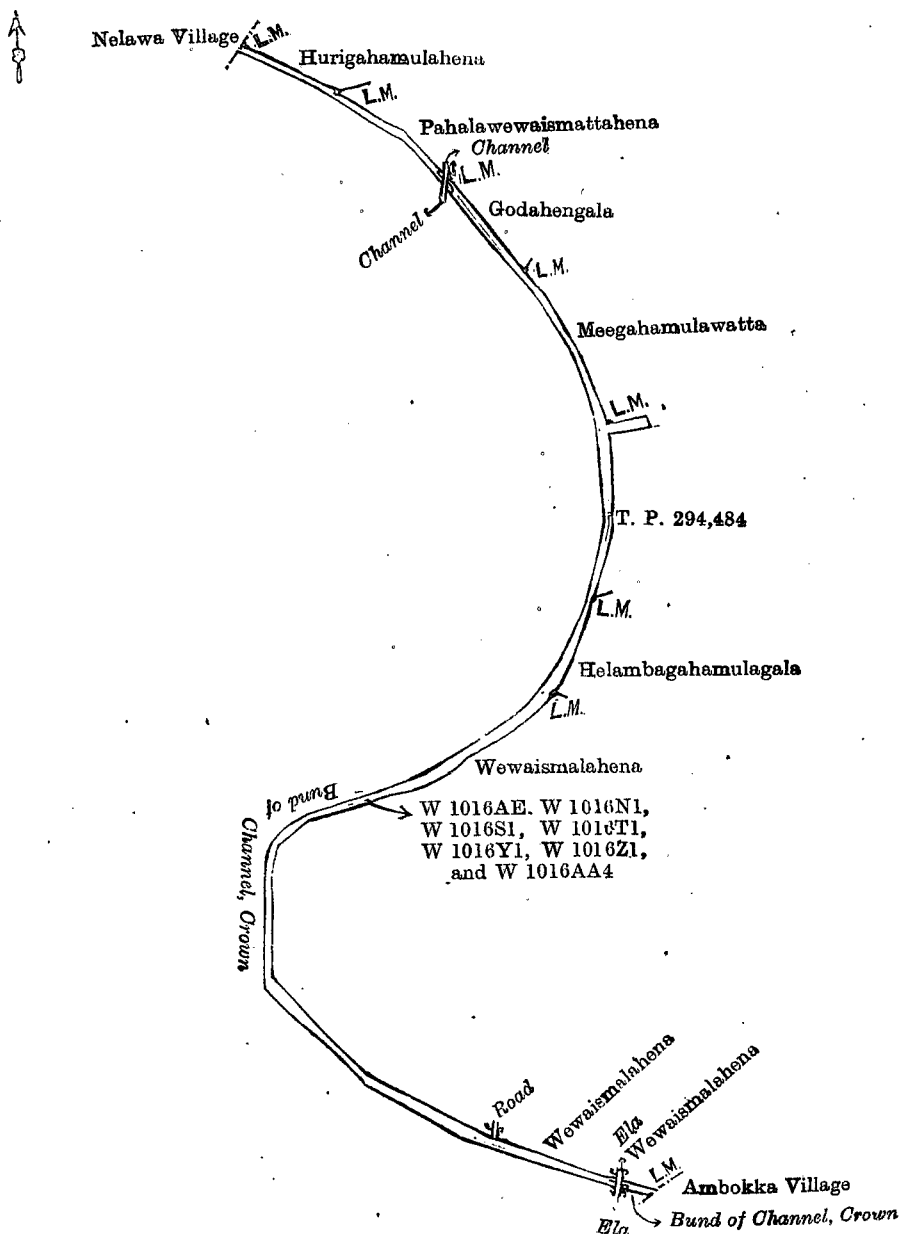 Nelawa Village
L.M.
Hurigahamulahena
L.M.
Pahalawewaismattahena
Channel
L.M.
Channel
Godahengala
L.M.
Meegahamulawatta
L.M.
T. P. 294,484
L.M.
Helambagahamulagala
L.M.
Wewaismalahena
Bund of
Channel, Crown
W 1016AE. W 1016N1,
W 1016S1, W 1016T1,
W 1016Y1, W 1016Z1,
and W 1016AA4
Road
Wewaismalahena
Ela
Wewaismalahena
L.M.
Ambokka Village
Bund of Channel, Crown
Ela